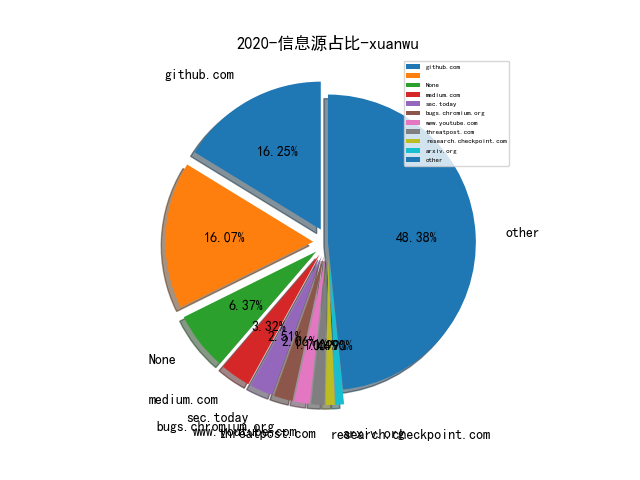 2020-信息源占比-xuanwu
github.com
github.com
None
medium.com
sec.today
bugs.chromium.org
www.youtube.com
threatpost.com
research.checkpoint.com
arxiv.org
other
16.25%
16.07%
48.38%
other
6.37%
3.32%
2.51%
None
medium.com
sec.today
bugs.chromium.org
www.youtube.com
threatpost.com
arxiv.org
research.checkpoint.com